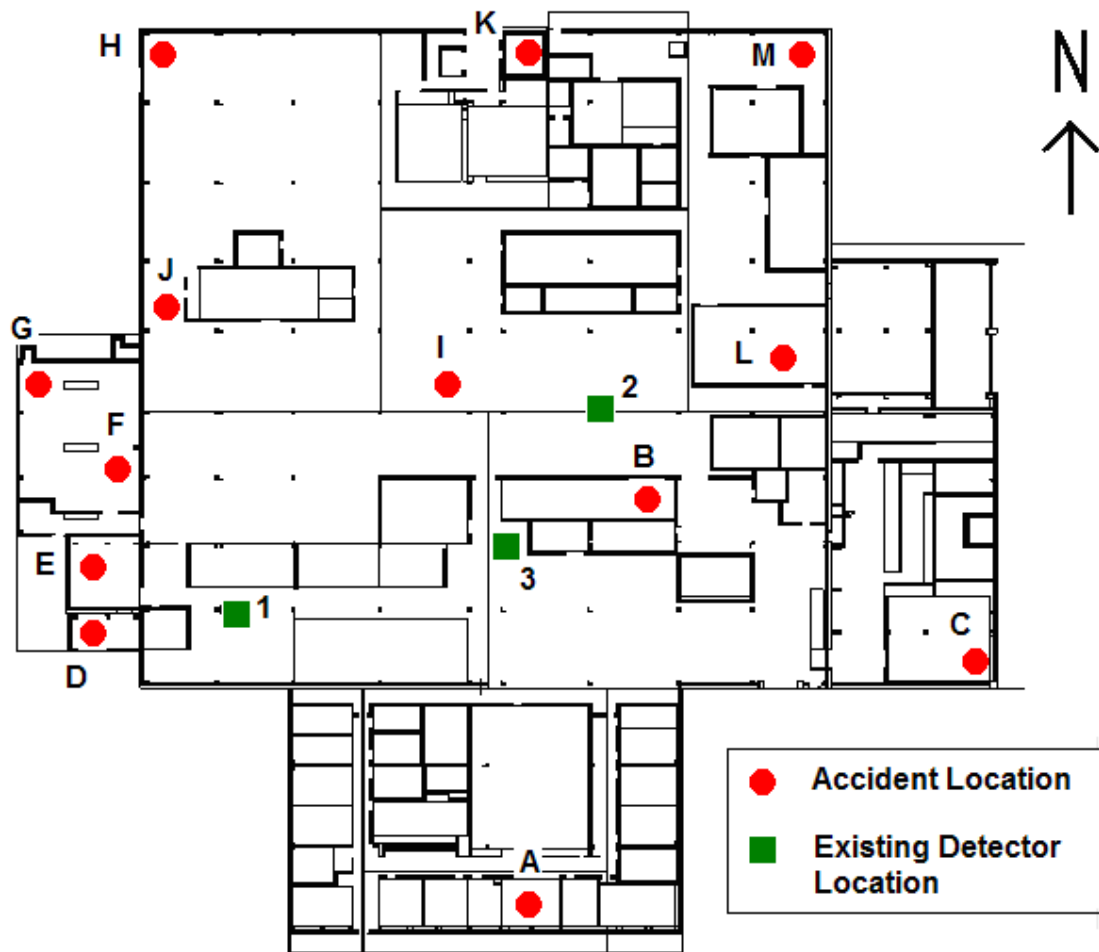 K
H
M
N
J
G
I
L
2
F
B
E
3
1
C
D
A
Accident Location
Existing Detector
Location